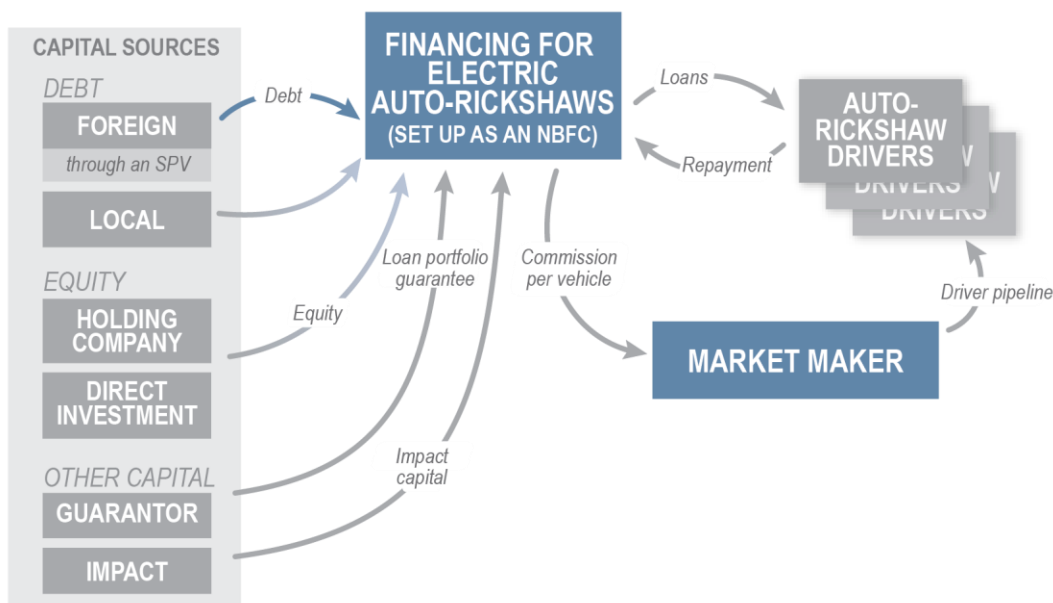 CAPITAL SOURCES
DEBT
FOREIGN
through an SPV
LOCAL
EQUITY
HOLDING
COMPANY
DIRECT
INVESTMENT
OTHER CAPITAL
GUARANTOR
IMPACT
Debt
FINANCING FOR
ELECTRIC
AUTO-RICKSHAWS
(SET UP AS AN NBFC)
Loans
Repayment
AUTO-
RICKSHAW
DRIVERS
W
DRIVERS
W
DRIVERS
Loan portfolio
guarantee
Equity
Impact
capital
Commission
per vehicle
Driver pipeline
MARKET MAKER